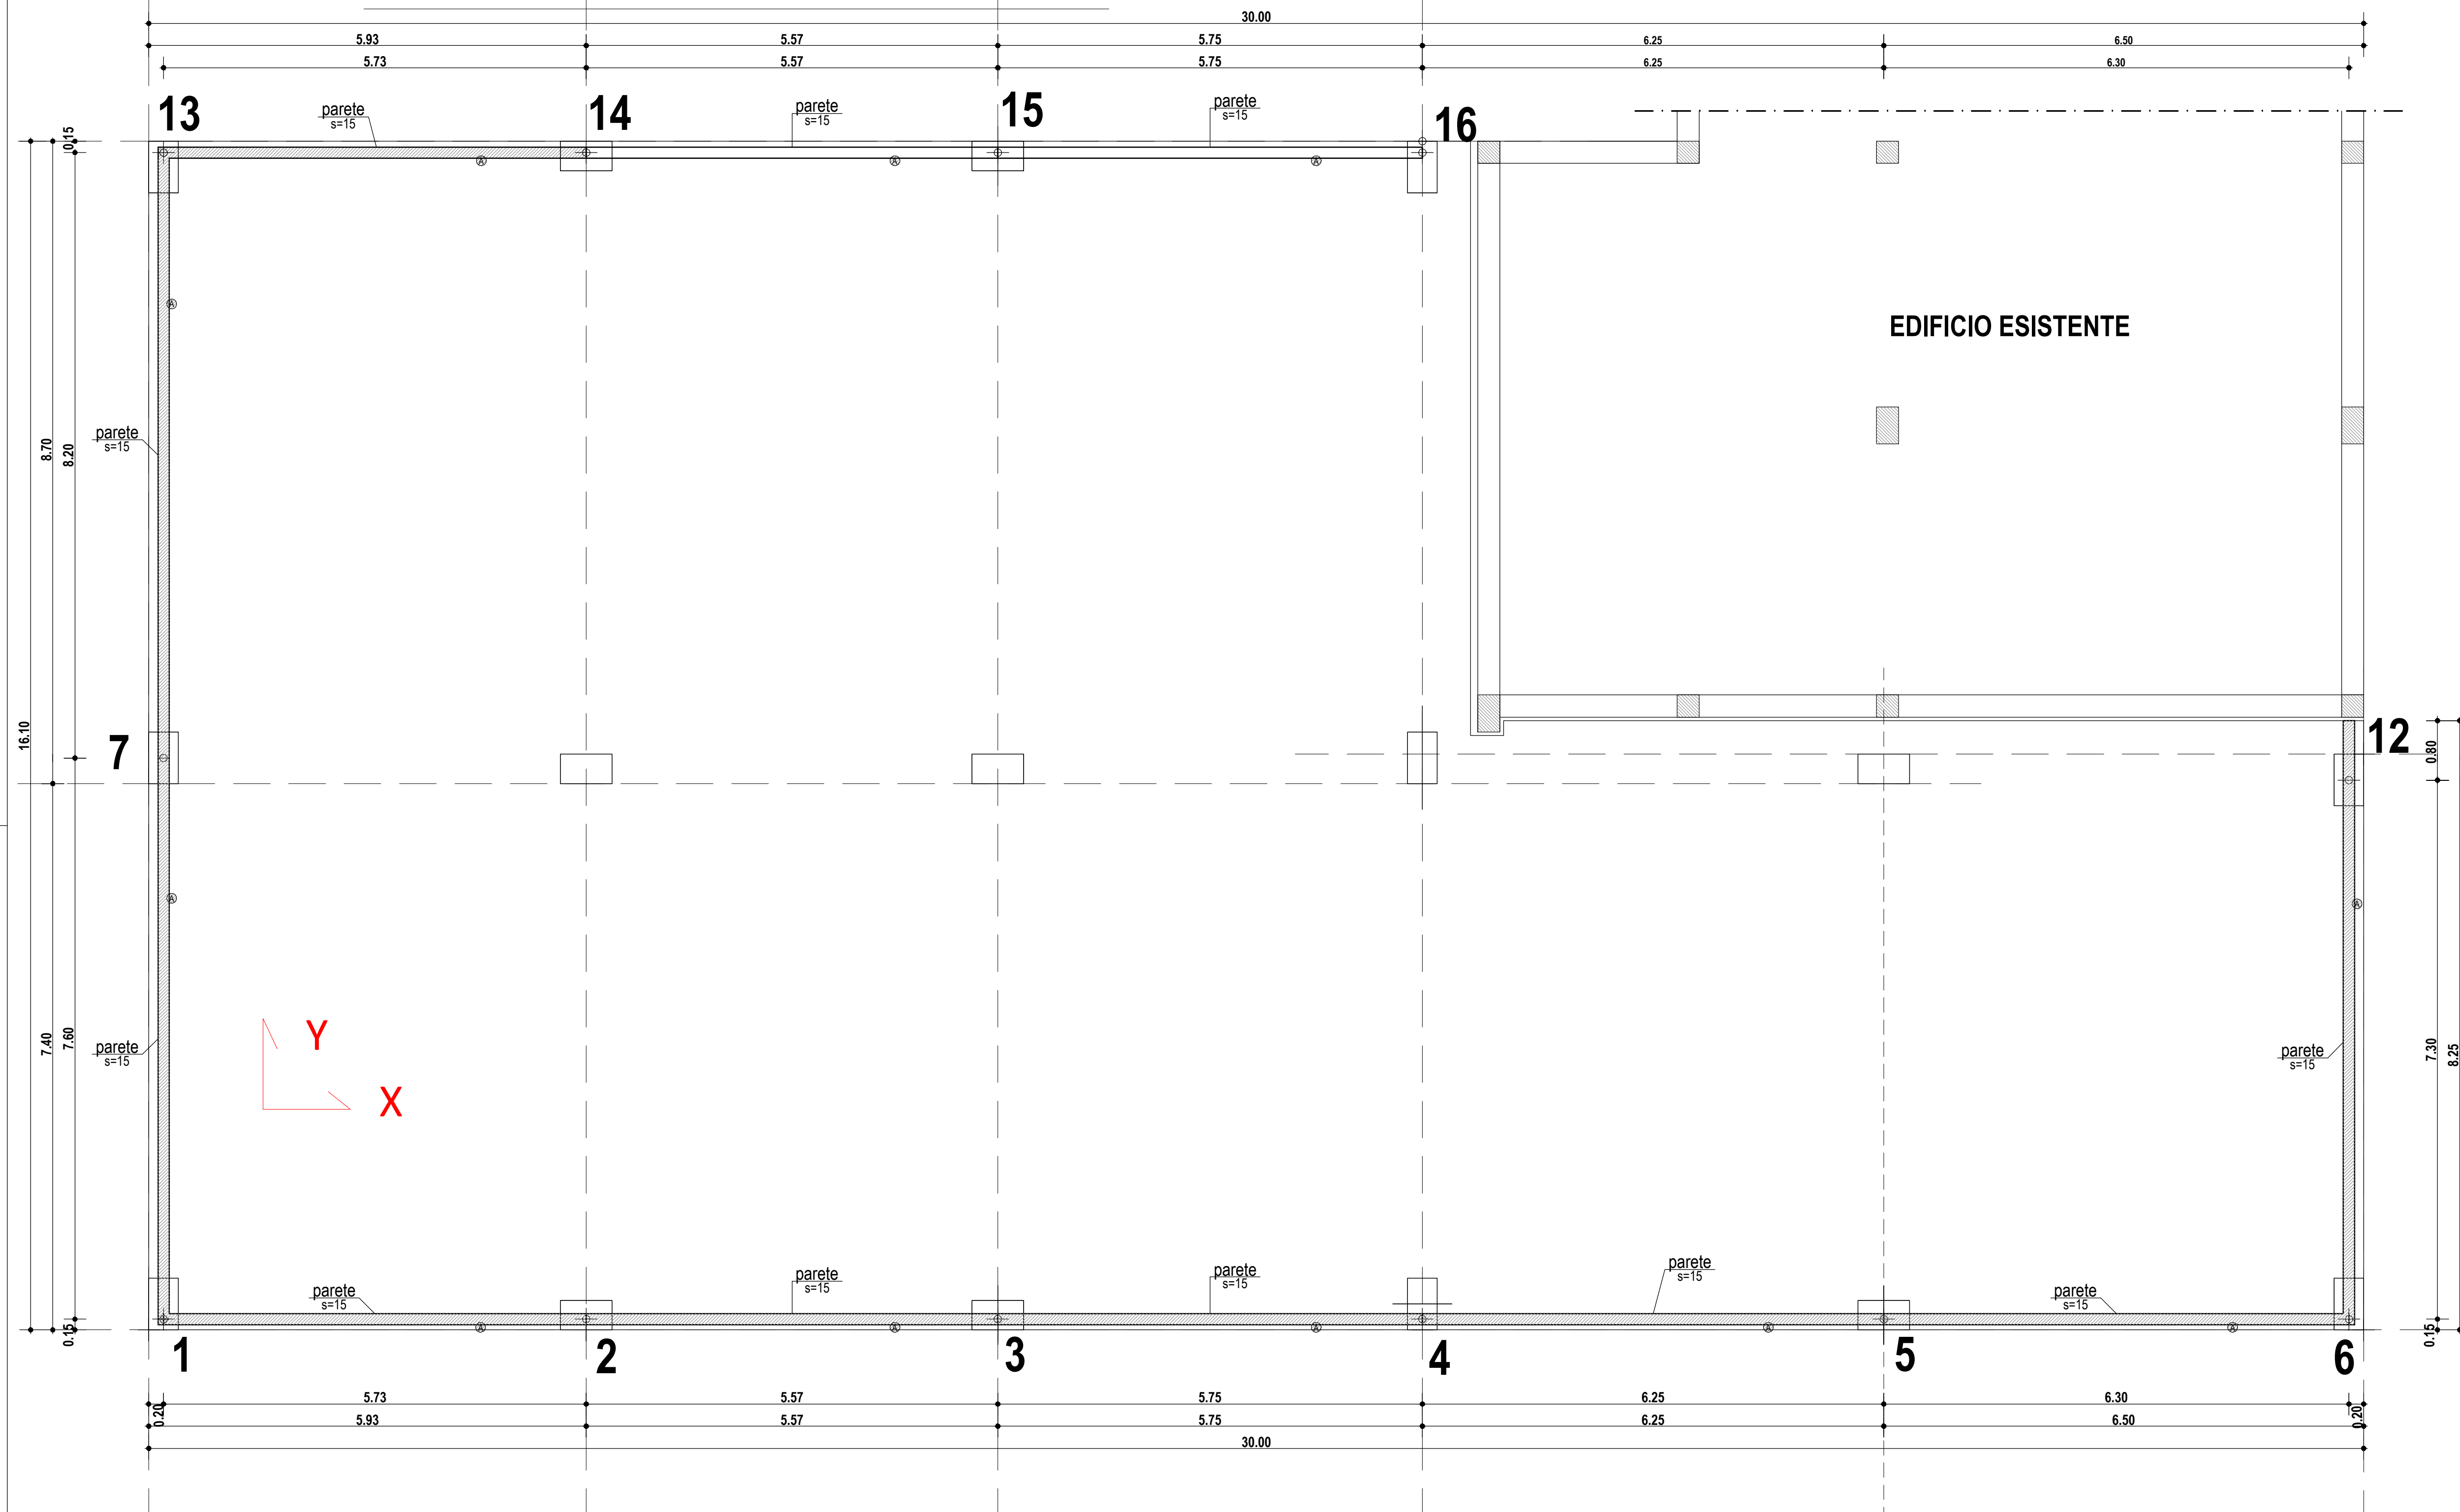 30.00
5.93 5.57 5.75 6.25 6.50
5.73 5.57 5.75 6.25 6.30
13 14 15 16
parete
s=15
parete
s=15
parete
s=15
0.15
A A A
A
EDIFICIO ESISTENTE
parete
s=15
8.70 8.20
16.10
7 12
0.80
A A
Y
X
7.40 7.60
parete
s=15
parete
s=15
7.30 8.25
parete
s=15
parete
s=15
parete
s=15
parete
s=15
parete
s=15
0.15 0.15
A A A A A
1 2 3 4 5 6
5.73 5.57 5.75 6.25 6.30
0.20 0.20
5.93 5.57 5.75 6.25 6.50
30.00